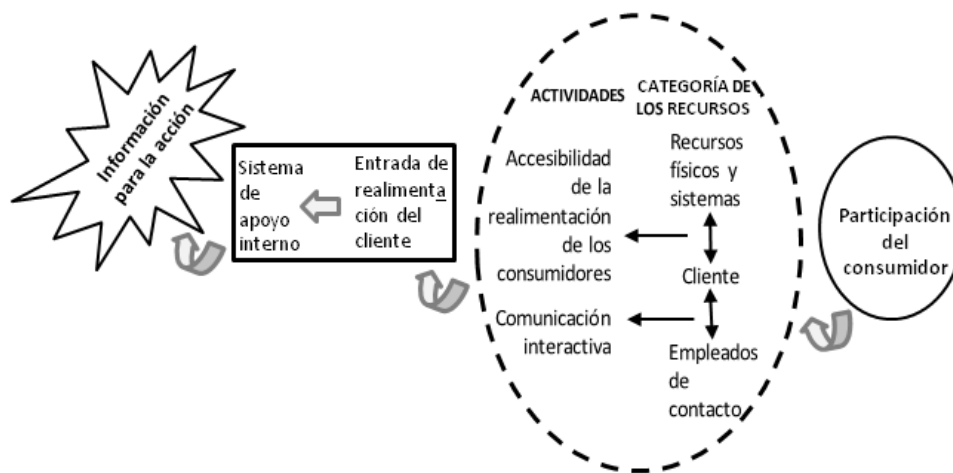 Información
para la acción
Sistema
de
apoyo
interno
Entrada de
realimenta
ción del
cliente
ACTIVIDADES
CATEGORÍA DE
LOS RECURSOS
Accesibilidad
de la
realimentación
de los
consumidores
Comunicación
interactiva
Recursos
físicos y
sistemas
Cliente
Empleados
de
contacto
Participación
del
consumidor